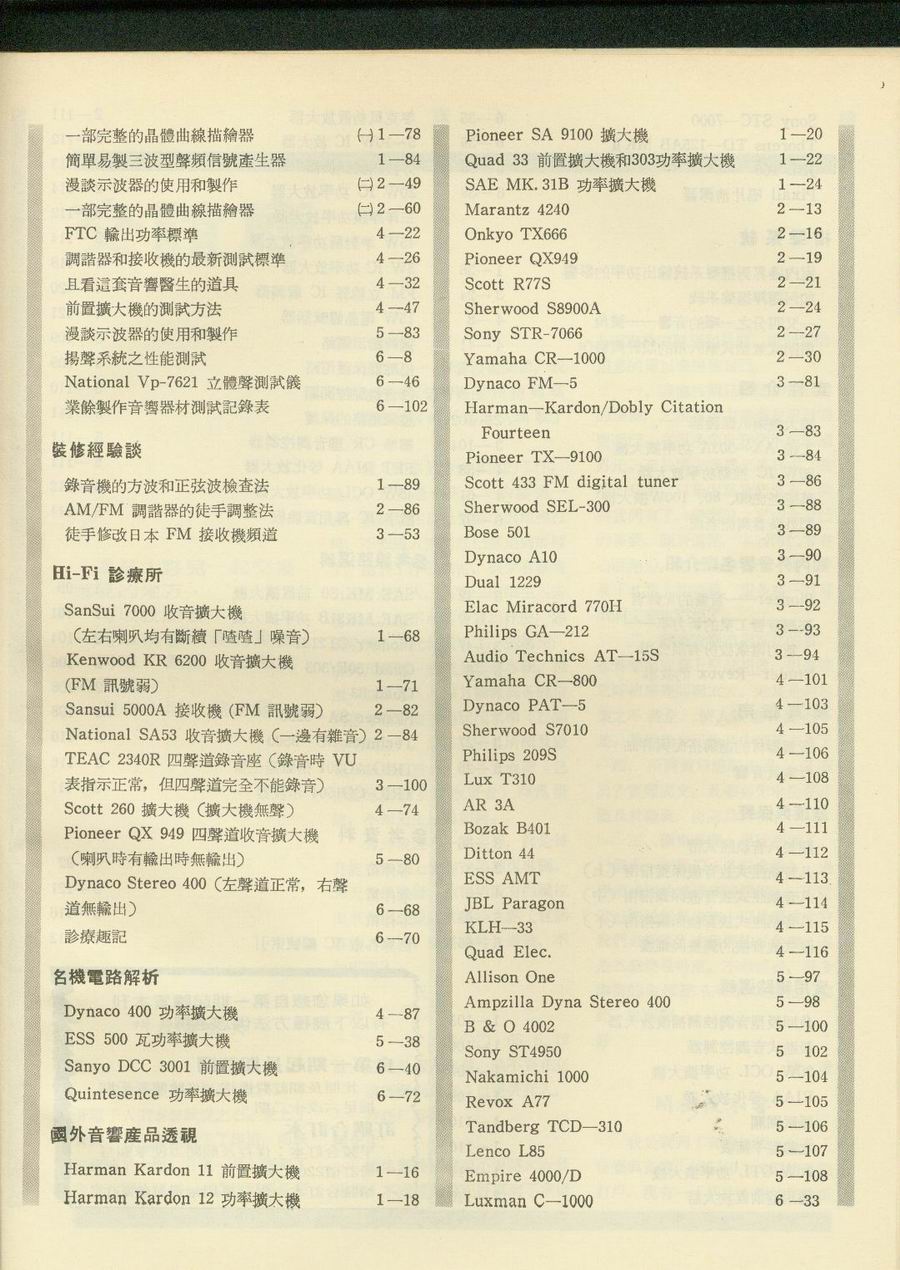 一部完整的晶體曲線描繪器 ㈠ 1—78
簡單易製三波型聲頻信號產生器 1—84
漫談示波器的使用和製作 ㈡ 2—49
一部完整的晶體曲線描繪器 ㈡ 2—60
FTC 輸出功率標準 4—22
調諧器和接收機的最新測試標準 4—26
且看這套音響醫生的道具 4—32
前置擴大機的測試方法 4—47
漫談示波器的使用和製作 5—83
揚聲系統之性能測試 6—8
National Vp-7621 立體聲測試儀 6—46
業餘製作音響器材測試記錄表 6—102
裝修經驗談
錄音機的方波和正弦波檢查法 1—89
AM/FM 調諧器的徒手調整法 2—86
徒手修改日本 FM 接收機頻道 3—53
Hi-Fi 診療所
SanSui 7000 收音擴大機
（左右喇叭均有斷續「喳喳」噪音） 1—68
Kenwood KR 6200 收音擴大機
(FM 訊號弱） 1—71
Sansui 5000A 接收機 (FM 訊號弱） 2—82
National SA53 收音擴大機（一邊有雜音）2—84
TEAC 2340R 四聲道錄音座（錄音時 VU
表指示正常，但四聲道完全不能錄音） 3—100
Scott 260 擴大機（擴大機無聲） 4—74
Pioneer QX 949 四聲道收音擴大機
（喇叭時有輸出時無輸出） 5—80
Dynaco Stereo 400（左聲道正常，右聲
道無輸出） 6—68
診療趣記 6—70
名機電路解析
Dynaco 400 功率擴大機 4—87
ESS 500 瓦功率擴大機 5—38
Sanyo DCC 3001 前置擴大機 6—40
Quintesence 功率擴大機 6—72
國外音響產品透視
Harman Kardon 11 前置擴大機 1—16
Harman Kardon 12 功率擴大機 1—18
Pioneer SA 9100 擴大機 1—20
Quad 33 前置擴大機和303功率擴大機 1—22
SAE MK. 31B 功率擴大機 1—24
Marantz 4240 2—13
Onkyo TX666 2—16
Pioneer QX949 2—19
Scott R77S 2—21
Sherwood S8900A 2—24
Sony STR-7066 2—27
Yamaha CR—1000 2—30
Dynaco FM—5 3—81
Harman—Kardon/Dobly Citation
Fourteen 3—83
Pioneer TX—9100 3—84
Scott 433 FM digital tuner 3—86
Sherwood SEL-300 3—88
Bose 501 3—89
Dynaco A10 3—90
Dual 1229 3—91
Elac Miracord 770H 3—92
Philips GA—212 3—93
Audio Technics AT—15S 3—94
Yamaha CR—800 4—101
Dynaco PAT—5 4—103
Sherwood S7010 4—105
Philips 209S 4—106
Lux T310 4—108
AR 3A 4—110
Bozak B401 4—111
Ditton 44 4—112
ESS AMT 4—113
JBL Paragon 4—114
KLH—33 4—115
Quad Elec. 4—116
Allison One 5—97
Ampzilla Dyna Stereo 400 5—98
B & O 4002 5—100
Sony ST4950 5 102
Nakamichi 1000 5—104
Revox A77 5—105
Tandberg TCD—310 5—106
Lenco L85 5—107
Empire 4000/D 5—108
Luxman C—1000 6—33